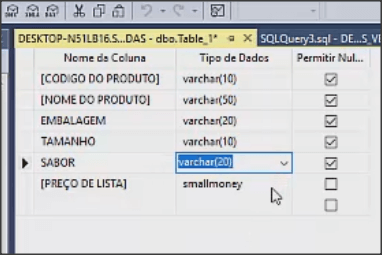 DESKTOP-N51LB16.S...DAS - dbo.Table_1* SQLQuery3.sql - DE...S_VE
Nome da Coluna Tipo de Dados Permitir Nul...
[CODIGO DO PRODUTO] varchar(10)
[NOME DO PRODUTO] varchar(50)
EMBALAGEM varchar(20)
TAMANHO varchar(10)
SABOR varchar(20)
[PREÇO DE LISTA] smallmoney